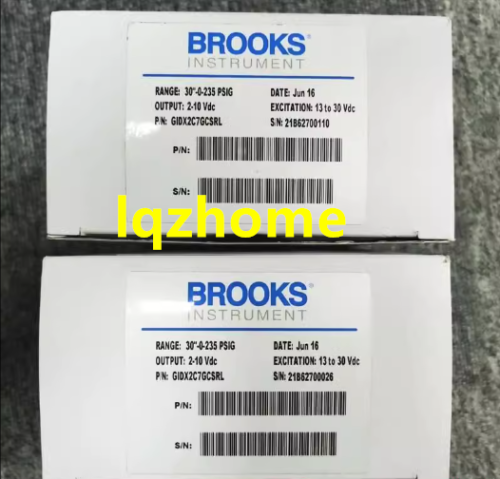 BROOKS®
INSTRUMENT
RANGE: 30"-0-235 PSIG DATE: Jun 16
OUTPUT: 2-10 Vdc EXCITATION: 13 to 30 Vdc
P/N: GIDX2C7GCSRL S/N: 21B62700110
P/N:
S/N:
lqzhome
BROOKS®
INSTRUMENT
RANGE: 30"-0-235 PSIG DATE: Jun 16
OUTPUT: 2-10 Vdc EXCITATION: 13 to 30 Vdc
P/N: GIDX2C7GCSRL S/N: 21B62700026
P/N:
S/N: